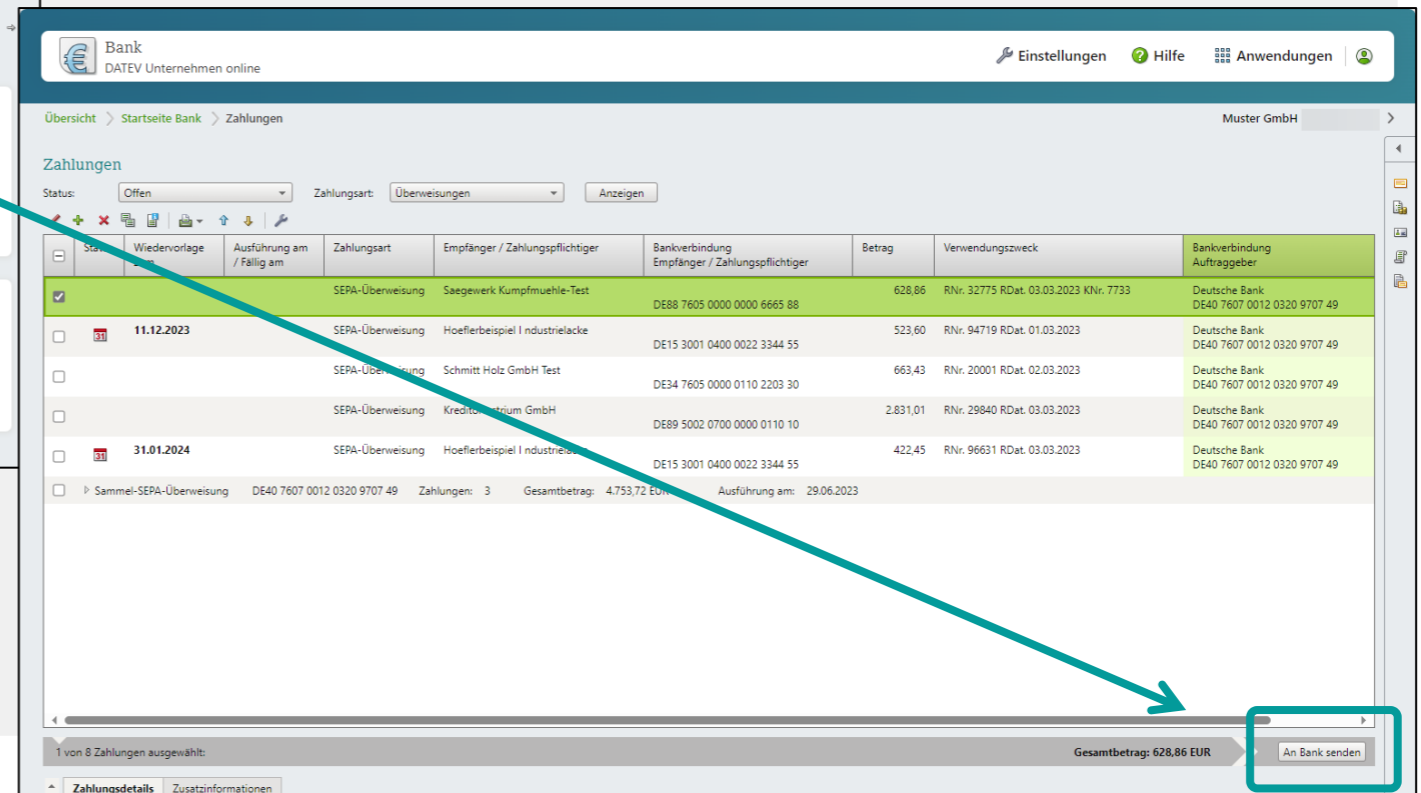 Bank
DATEV Unternehmen online
Einstellungen
Hilfe
Anwendungen
Übersicht
Startseite Bank
Zahlungen
Muster GmbH
Zahlungen
Status: Offen Zahlungsart: Überweisungen Anzeigen
Wiedervorlage Ausführung am Zahlungsart Empfänger / Zahlungspflichtiger Bankverbindung Betrag Verwendungszweck Bankverbindung
/ Fällig am Empfänger / Zahlungspflichtiger Auftraggeber
SEPA-Überweisung Saegewerk Kumpfmuehle-Test 628,86 RNr. 32775 RDat. 03.03.2023 KNr. 7733 Deutsche Bank
DE88 7605 0000 0000 6665 88 DE40 7607 0012 0320 9707 49
31 11.12.2023 SEPA-Überweisung Hoeflerbeispiel I ndustrielacke 523,60 RNr. 94719 RDat. 01.03.2023 Deutsche Bank
DE15 3001 0400 0022 3344 55 DE40 7607 0012 0320 9707 49
SEPA-Überweisung Schmitt Holz GmbH Test 663,43 RNr. 20001 RDat. 02.03.2023 Deutsche Bank
DE34 7605 0000 0110 2203 30 DE40 7607 0012 0320 9707 49
SEPA-Überweisung GmbH 2.831,01 RNr. 29840 RDat. 03.03.2023 Deutsche Bank
DE89 5002 0700 0000 0110 10 DE40 7607 0012 0320 9707 49
31 31.01.2024 SEPA-Überweisung Hoeflerbeispiel I 422,45 RNr. 96631 RDat. 03.03.2023 Deutsche Bank
DE15 3001 0400 0022 3344 55 DE40 7607 0012 0320 9707 49
Sammel-SEPA-Überweisung DE40 7607 0012 0320 9707 49 Zahlungen: 3 Gesamtbetrag: 4.753,72 EUR Ausführung am: 29.06.2023
1 von 8 Zahlungen ausgewählt: Gesamtbetrag: 628,86 EUR An Bank senden
Zahlungsdetails Zusatzinformationen